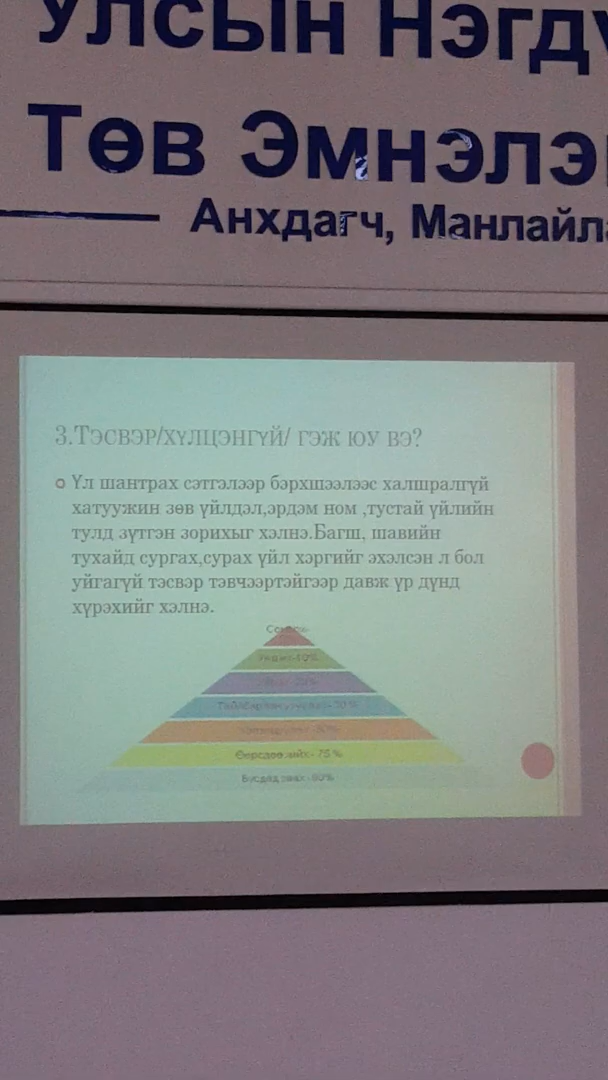 Улсын Нэгд
Төв Эмнэлэ
Анхдагч, Манлайл
3.Тэсвэр/хүлцэнгүй/ гэж юу вэ?
Үл шантрах сэтгэлээр бэрхшээлээс халшралгүй
хатуужин зөв үйлдэл,эрдэм ном ,тустай үйлийн
тулд зүтгэн зорихыг хэлнэ.Багш, шавийн
тухайд сургах,сурах үйл хэргийг эхэлсэн л бол
уйгагүй тэсвэр тэвчээртэйгээр давж үр дүнд
хүрэхийг хэлнэ.
Өөрсдөө хийх- 75 %
Бусдад заах -90%